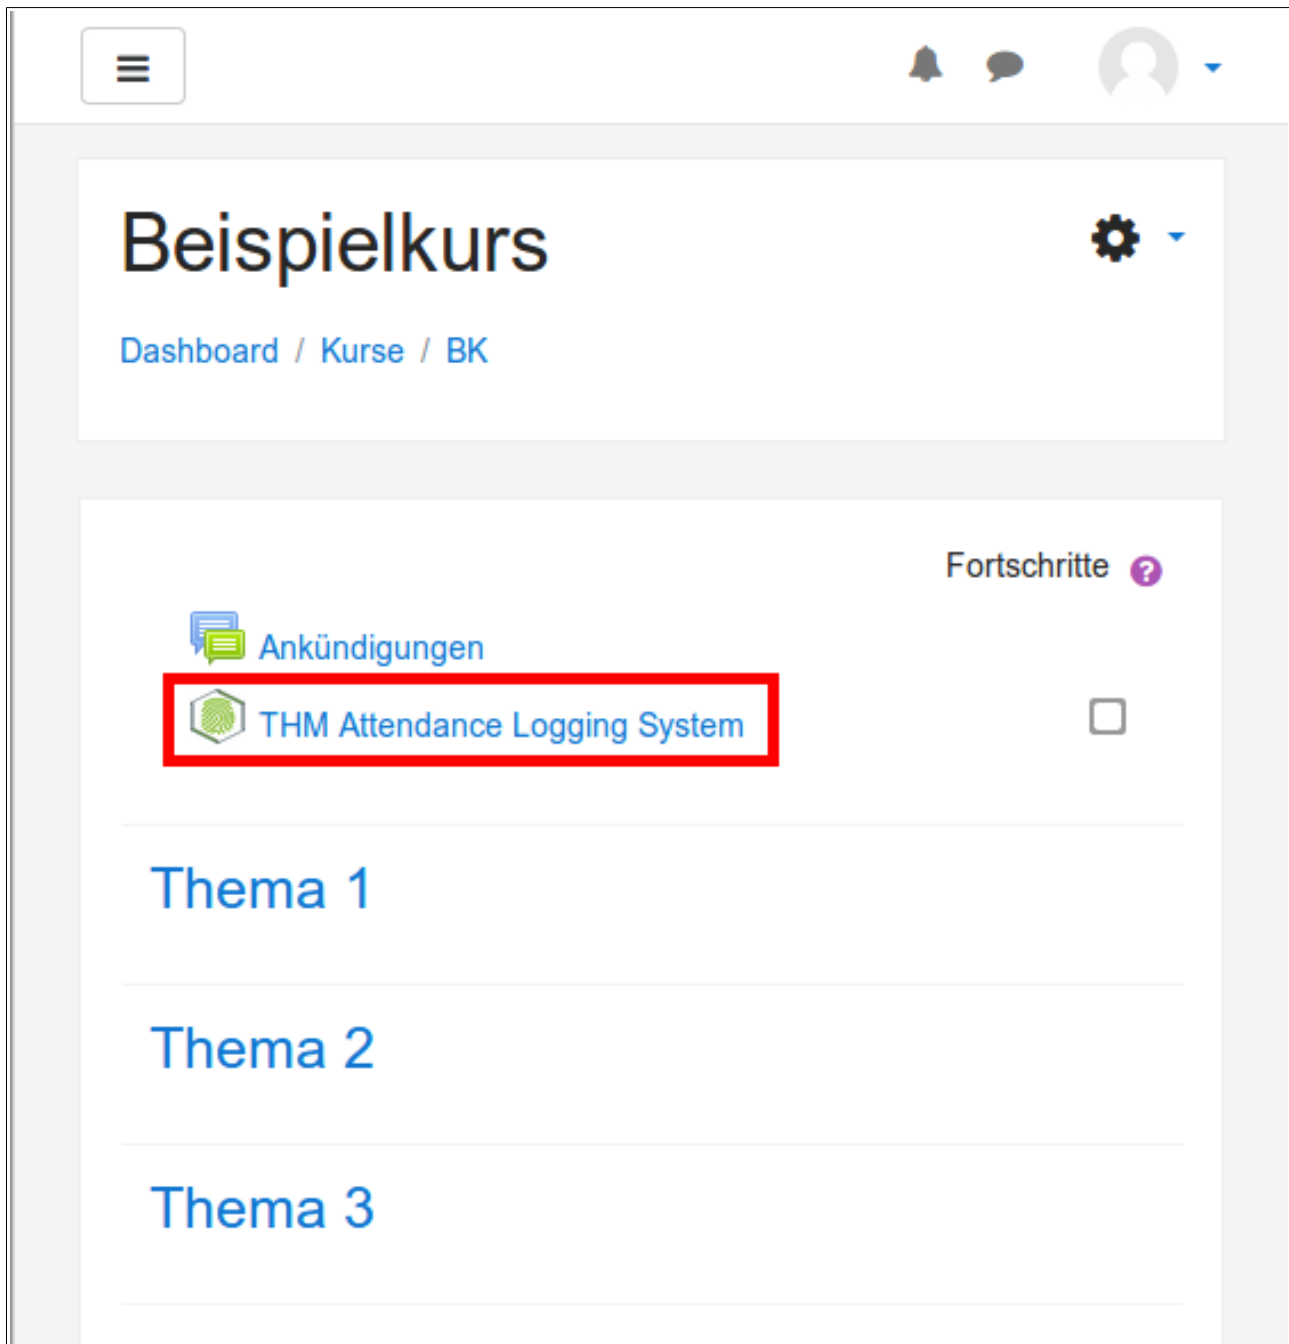 Beispielkurs
Dashboard / Kurse / BK
Fortschritte ?
Ankündigungen
THM Attendance Logging System
Thema 1
Thema 2
Thema 3